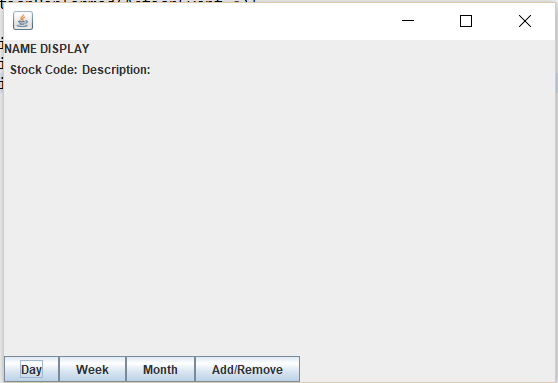 NAME DISPLAY
Stock Code: Description:
Day Week Month Add/Remove